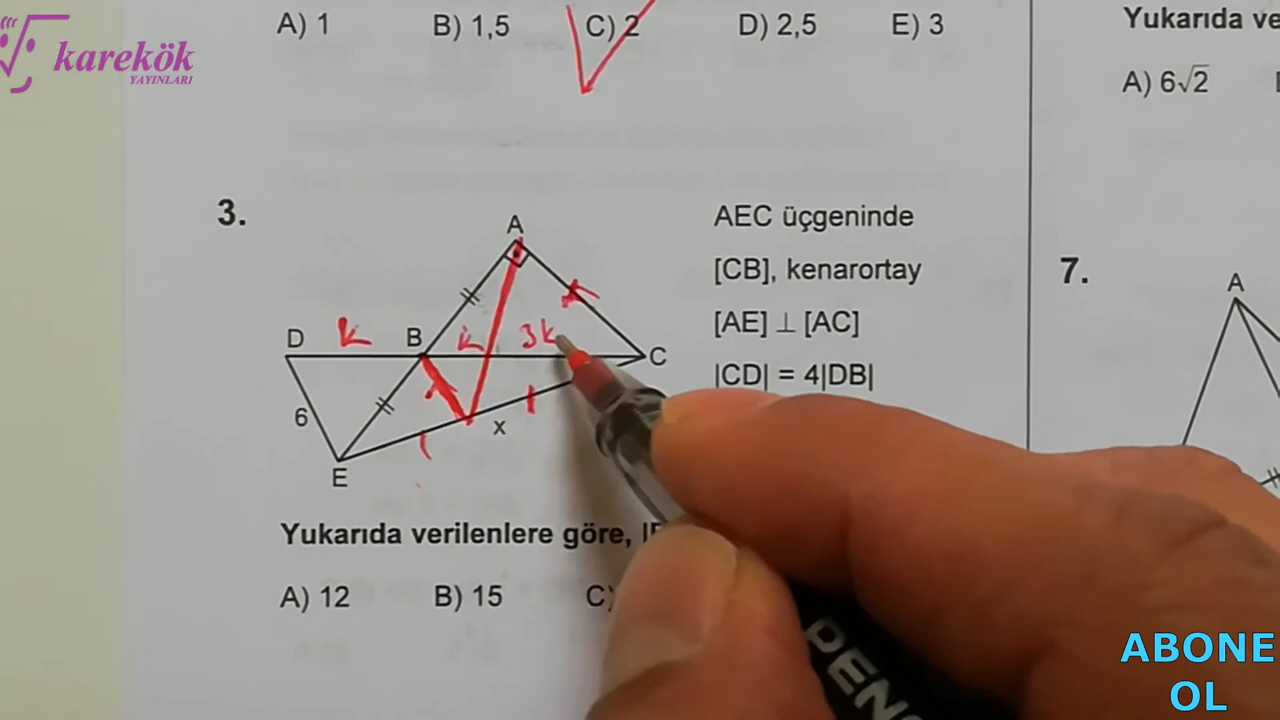 karekök
YAYINLARI
A) 1 B) 1,5 C) 2 D) 2,5 E) 3
3.
A
D
B
C
6
x
E
k
k
3k
AEC üçgeninde
[CB], kenarortay
[AE] ⊥ [AC]
|CD| = 4|DB|
Yukarıda verilenlere göre,
A) 12 B) 15 C)
Yukarıda
A) 6√2
7.
A
ABONE
OL